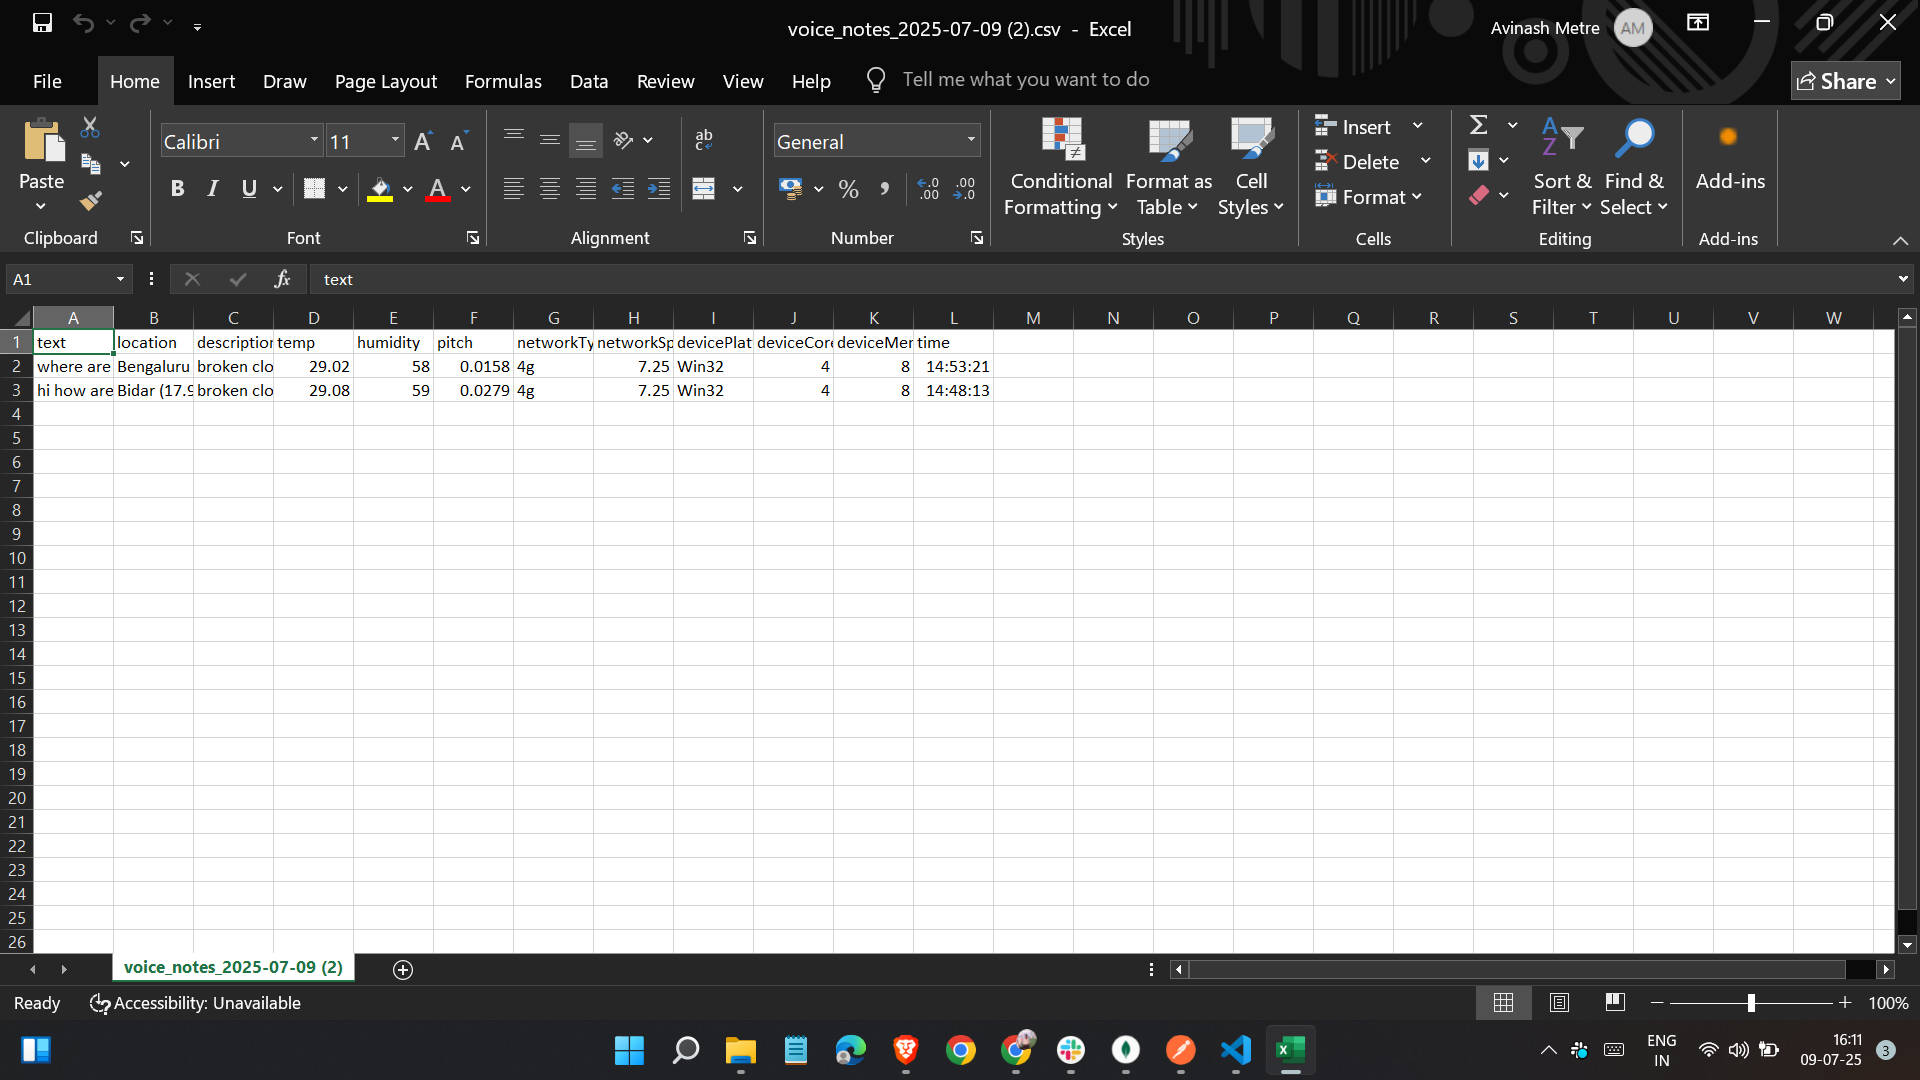 voice_notes_2025-07-09 (2).csv - Excel
Avinash Metre AM
File Home Insert Draw Page Layout Formulas Data Review View Help Tell me what you want to do Share
Paste
Clipboard
Calibri 11
B I U A
Font
ab
Alignment
General
% ,
Number
Conditional Formatting
Format as Table
Cell Styles
Styles
Insert
Delete
Format
Cells
Sort & Filter
Find & Select
Editing
Add-ins
Add-ins
A1 fx text
A B C D E F G H I J K L M N O P Q R S T U V W
1 text location description temp humidity pitch networkTy networkSp devicePlat deviceCore deviceMer time
2 where are Bengaluru broken clo 29.02 58 0.0158 4g 7.25 Win32 4 8 14:53:21
3 hi how are Bidar (17.9 broken clo 29.08 59 0.0279 4g 7.25 Win32 4 8 14:48:13
4
5
6
7
8
9
10
11
12
13
14
15
16
17
18
19
20
21
22
23
24
25
26
voice_notes_2025-07-09 (2)
Ready Accessibility: Unavailable 100%
ENG IN
16:11
09-07-25
3